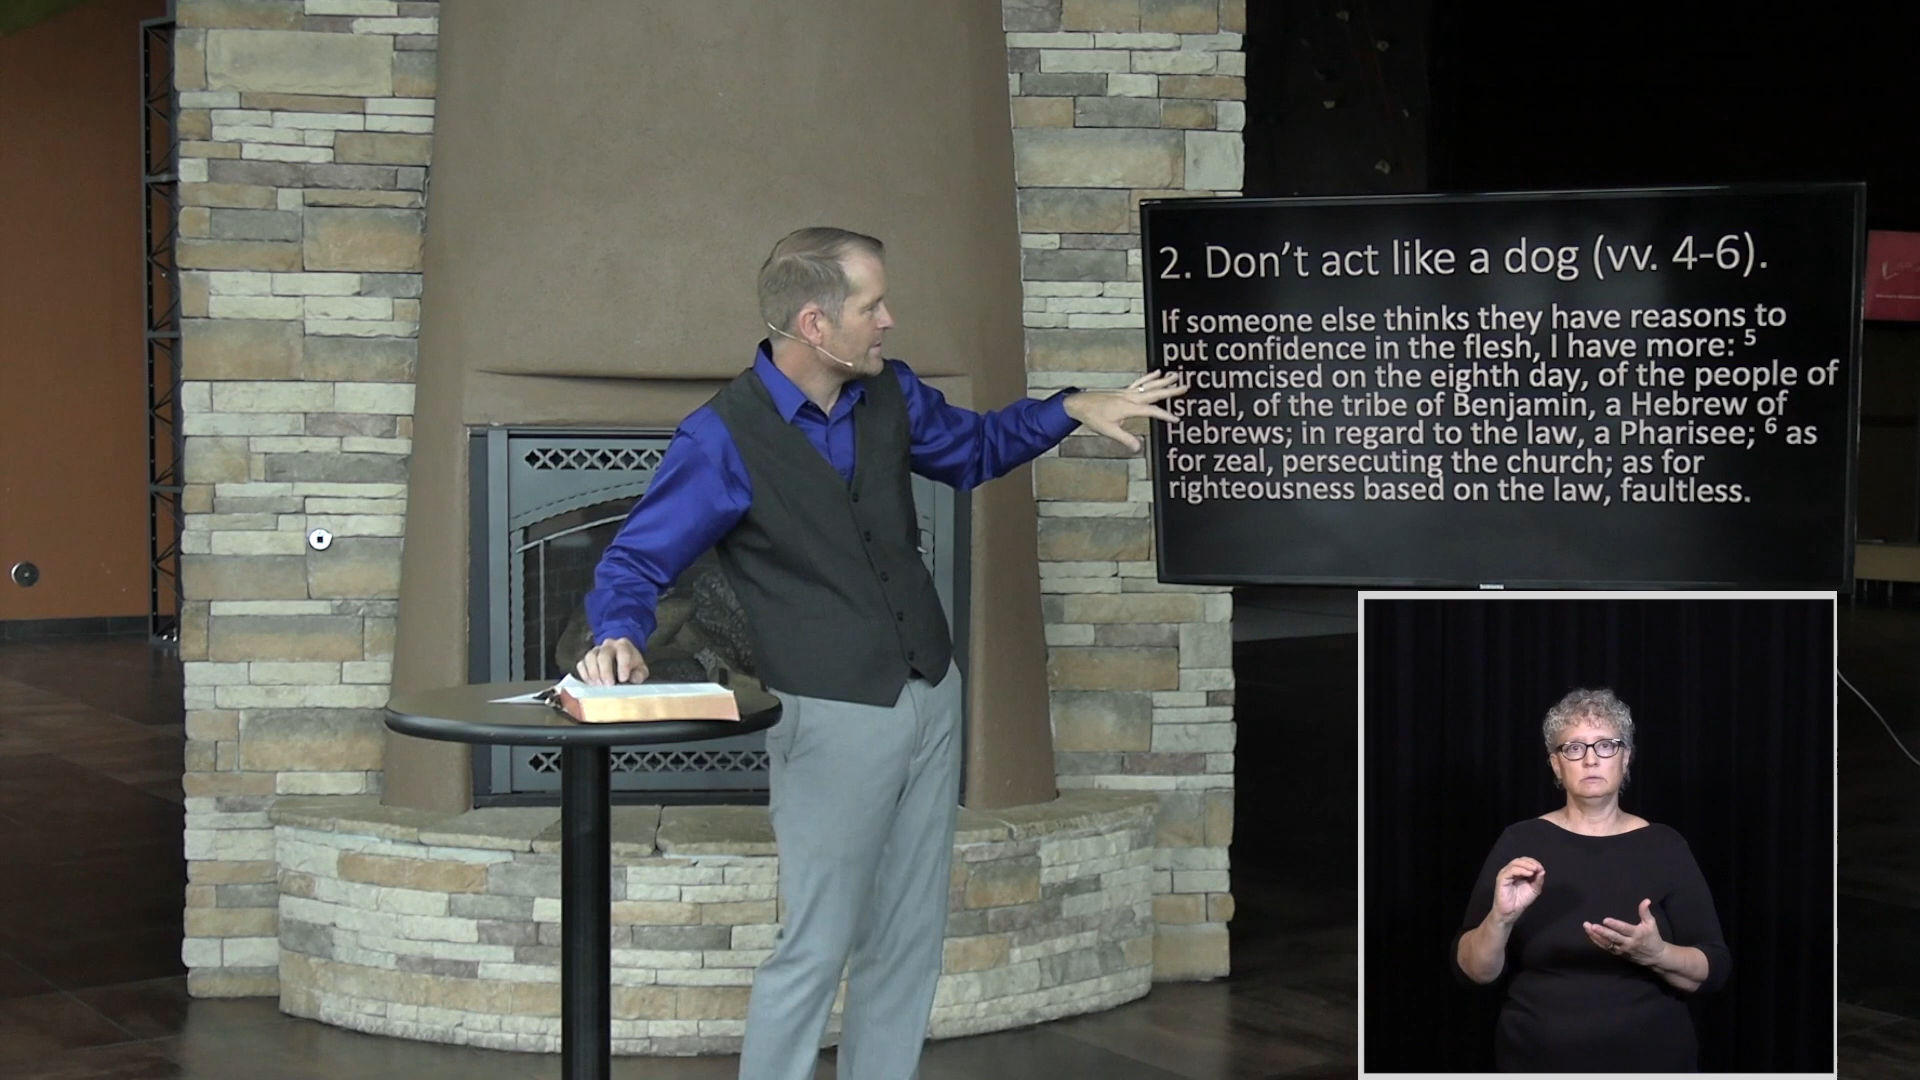 2. Don’t act like a dog (vv. 4-6).
If someone else thinks they have reasons to
put confidence in the flesh, I have more: 5
circumcised on the eighth day, of the people of
Israel, of the tribe of Benjamin, a Hebrew of
Hebrews; in regard to the law, a Pharisee; 6 as
for zeal, persecuting the church; as for
righteousness based on the law, faultless.
SAMSUNG